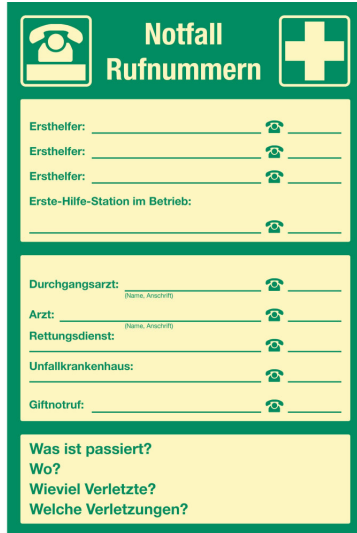 Notfall
Rufnummern
Ersthelfer:
Ersthelfer:
Ersthelfer:
Erste-Hilfe-Station im Betrieb:
Durchgangsarzt:
(Name, Anschrift)
Arzt:
(Name, Anschrift)
Rettungsdienst:
Unfallkrankenhaus:
Giftnotruf:
Was ist passiert?
Wo?
Wieviel Verletzte?
Welche Verletzungen?